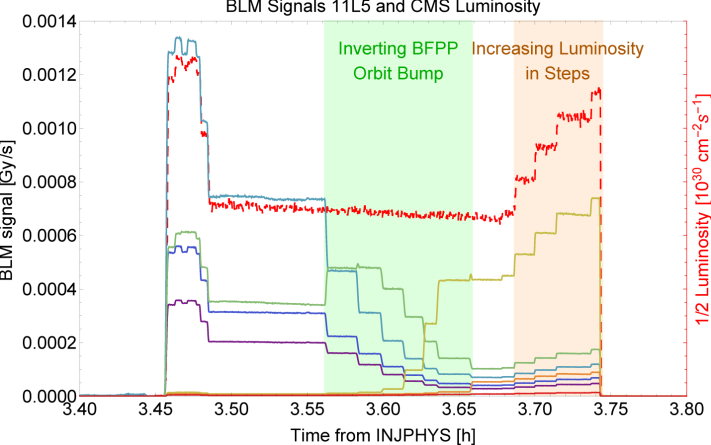 BLM Signals 11L5 and CMS Luminosity
0.0014
0.0012
0.0010
0.0008
0.0006
0.0004
0.0002
0.0000
BLM signal [Gy/s]
Inverting BFPP
Orbit Bump
Increasing Luminosity
in Steps
1/2 Luminosity [10³⁰ cm⁻²s⁻¹]
3.40 3.45 3.50 3.55 3.60 3.65 3.70 3.75 3.80
Time from INJPHYS [h]